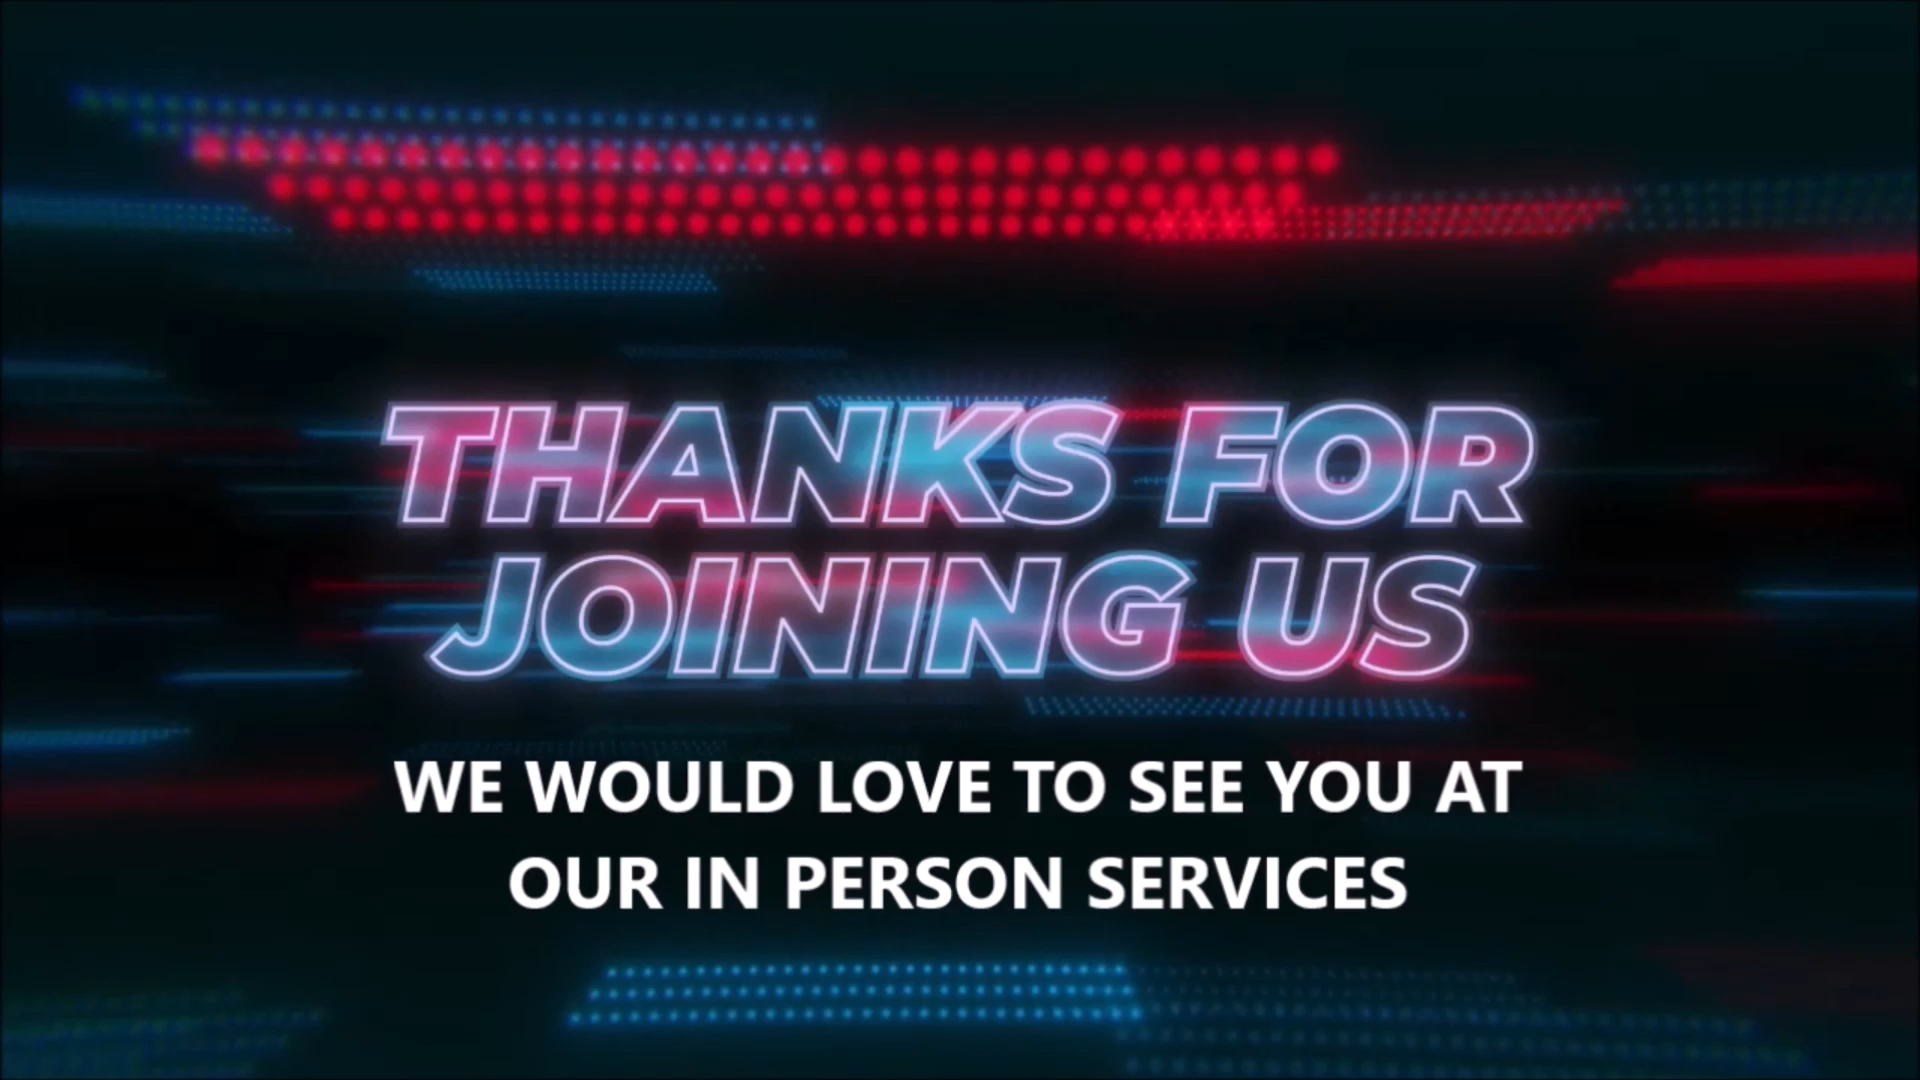 THANKS FOR
JOINING US
WE WOULD LOVE TO SEE YOU AT
OUR IN PERSON SERVICES